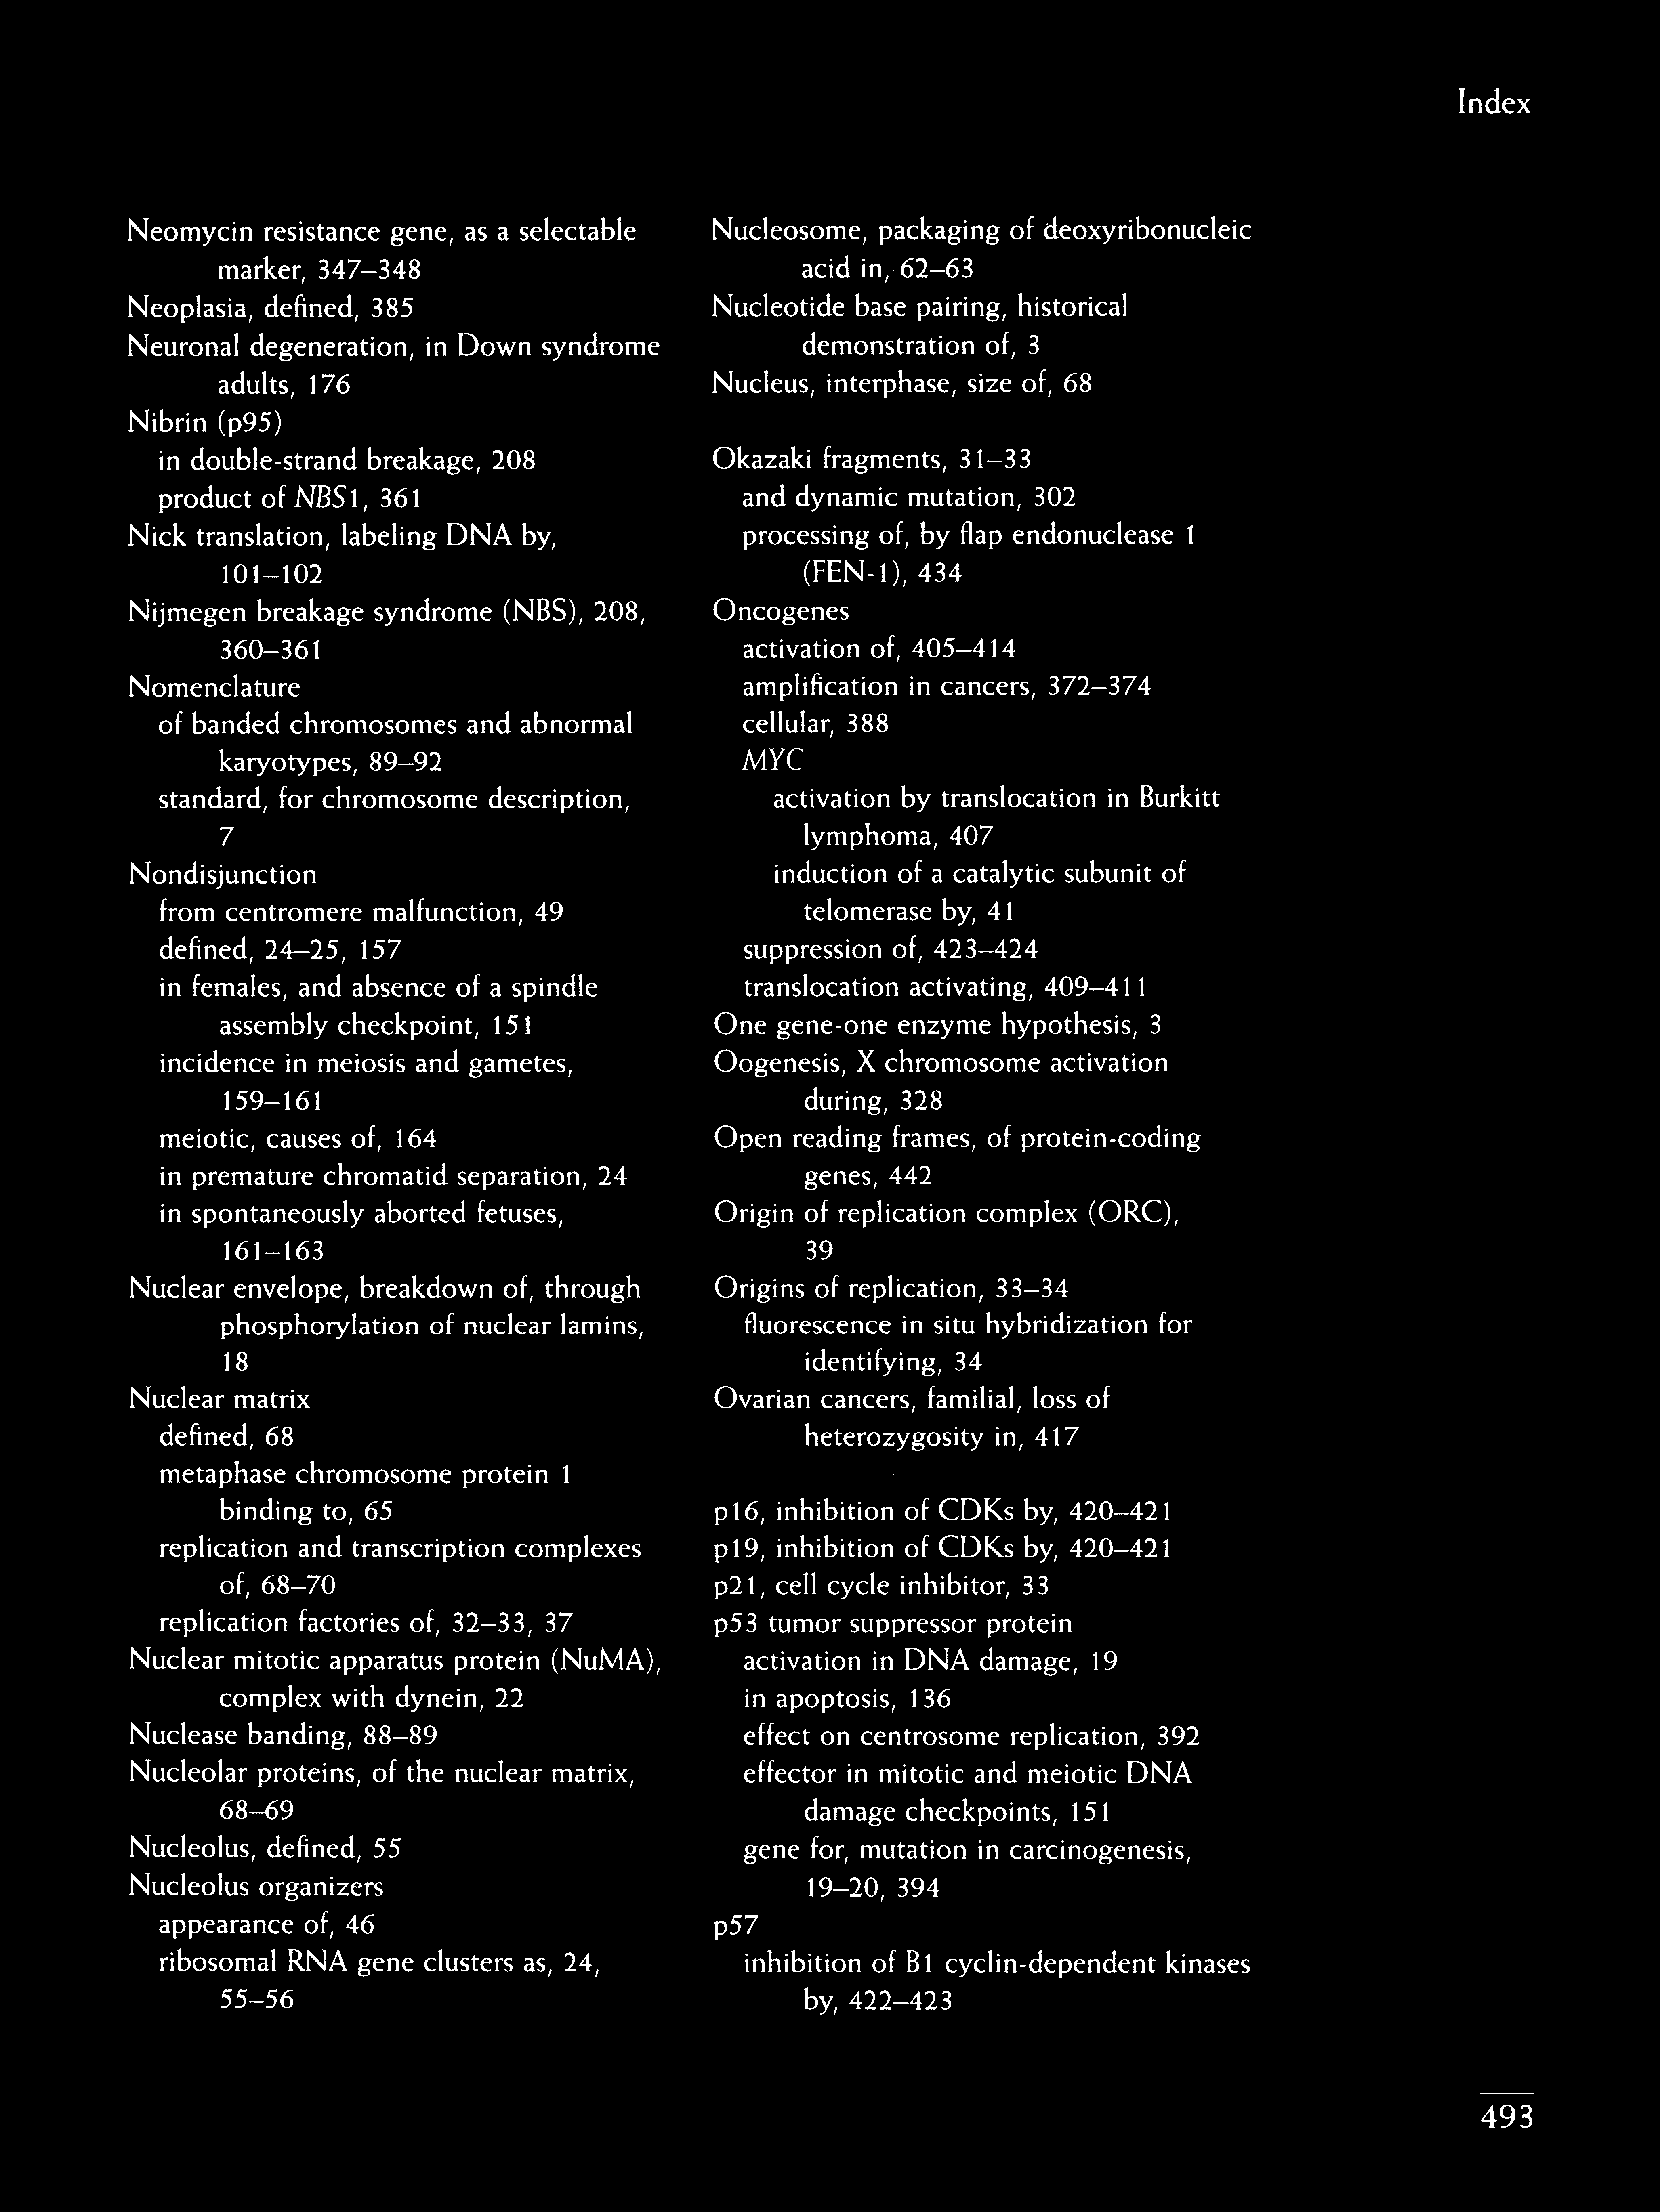 Index
Neomycin resistance gene, as a selectable
marker, 347–348
Neoplasia, defined, 385
Neuronal degeneration, in Down syndrome
adults, 176
Nibrin (p95)
in double-strand breakage, 208
product of NBS1, 361
Nick translation, labeling DNA by,
101–102
Nijmegen breakage syndrome (NBS), 208,
360–361
Nomenclature
of banded chromosomes and abnormal
karyotypes, 89–92
standard, for chromosome description,
7
Nondisjunction
from centromere malfunction, 49
defined, 24–25, 157
in females, and absence of a spindle
assembly checkpoint, 151
incidence in meiosis and gametes,
159–161
meiotic, causes of, 164
in premature chromatid separation, 24
in spontaneously aborted fetuses,
161–163
Nuclear envelope, breakdown of, through
phosphorylation of nuclear lamins,
18
Nuclear matrix
defined, 68
metaphase chromosome protein 1
binding to, 65
replication and transcription complexes
of, 68–70
replication factories of, 32–33, 37
Nuclear mitotic apparatus protein (NuMA),
complex with dynein, 22
Nuclease banding, 88–89
Nucleolar proteins, of the nuclear matrix,
68–69
Nucleolus, defined, 55
Nucleolus organizers
appearance of, 46
ribosomal RNA gene clusters as, 24,
55–56
Nucleosome, packaging of deoxyribonucleic
acid in, 62–63
Nucleotide base pairing, historical
demonstration of, 3
Nucleus, interphase, size of, 68
Okazaki fragments, 31–33
and dynamic mutation, 302
processing of, by flap endonuclease 1
(FEN-1), 434
Oncogenes
activation of, 405–414
amplification in cancers, 372–374
cellular, 388
MYC
activation by translocation in Burkitt
lymphoma, 407
induction of a catalytic subunit of
telomerase by, 41
suppression of, 423–424
translocation activating, 409–411
One gene-one enzyme hypothesis, 3
Oogenesis, X chromosome activation
during, 328
Open reading frames, of protein-coding
genes, 442
Origin of replication complex (ORC),
39
Origins of replication, 33–34
fluorescence in situ hybridization for
identifying, 34
Ovarian cancers, familial, loss of
heterozygosity in, 417
p16, inhibition of CDKs by, 420–421
p19, inhibition of CDKs by, 420–421
p21, cell cycle inhibitor, 33
p53 tumor suppressor protein
activation in DNA damage, 19
in apoptosis, 136
effect on centrosome replication, 392
effector in mitotic and meiotic DNA
damage checkpoints, 151
gene for, mutation in carcinogenesis,
19–20, 394
p57
inhibition of B1 cyclin-dependent kinases
by, 422–423
493